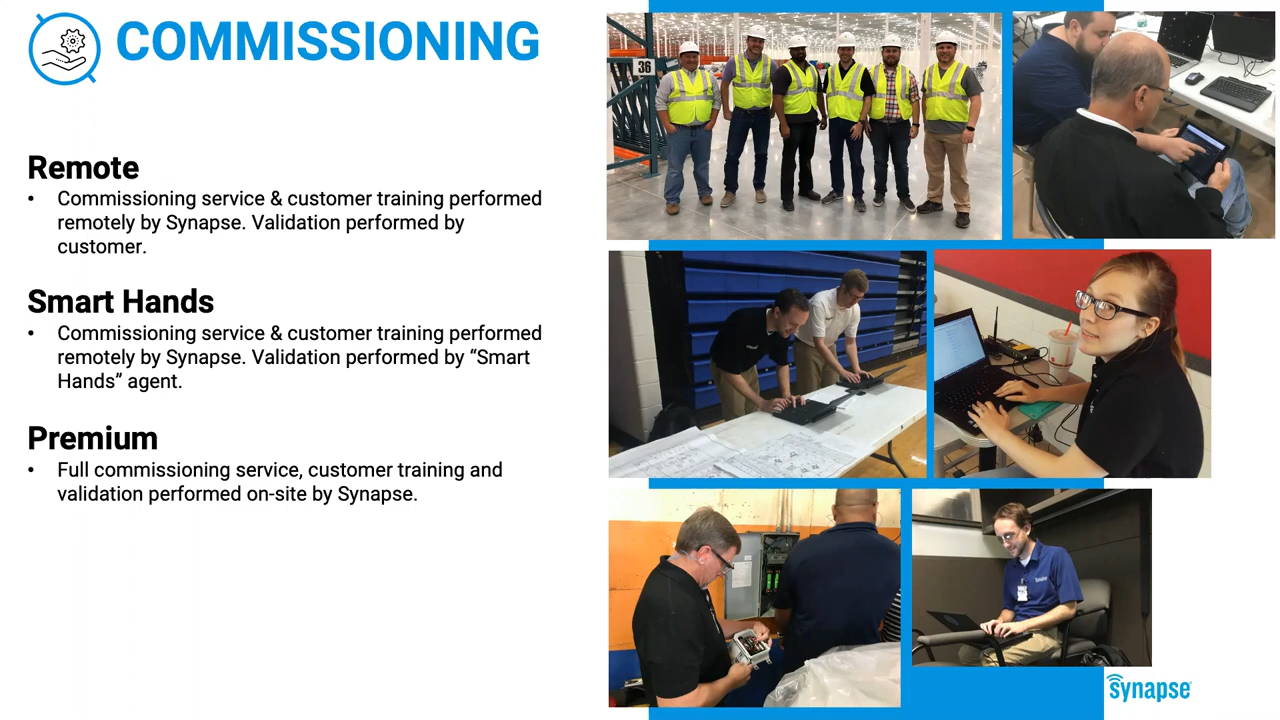 COMMISSIONING
Remote
• Commissioning service & customer training performed
remotely by Synapse. Validation performed by
customer.
Smart Hands
• Commissioning service & customer training performed
remotely by Synapse. Validation performed by “Smart
Hands” agent.
Premium
• Full commissioning service, customer training and
validation performed on-site by Synapse.
36
synapse